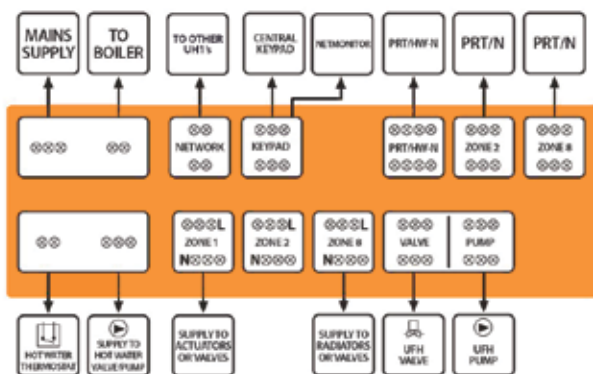 MAINS
SUPPLY
TO
BOILER
TO OTHER
UH1's
CENTRAL
KEYPAD
NETMONITOR
PRT/HW-N
PRT/N
PRT/N
NETWORK
KEYPAD
PRT/HW-N
ZONE 2
ZONE 8
L
ZONE 1
N
L
ZONE 2
N
L
ZONE 8
N
VALVE
PUMP
HOT WATER
THERMOSTAT
SUPPLY TO
HOT WATER
VALVE/PUMP
SUPPLY TO
ACTUATORS
OR VALVES
SUPPLY TO
RADIATORS
OR VALVES
UFH
VALVE
UFH
PUMP